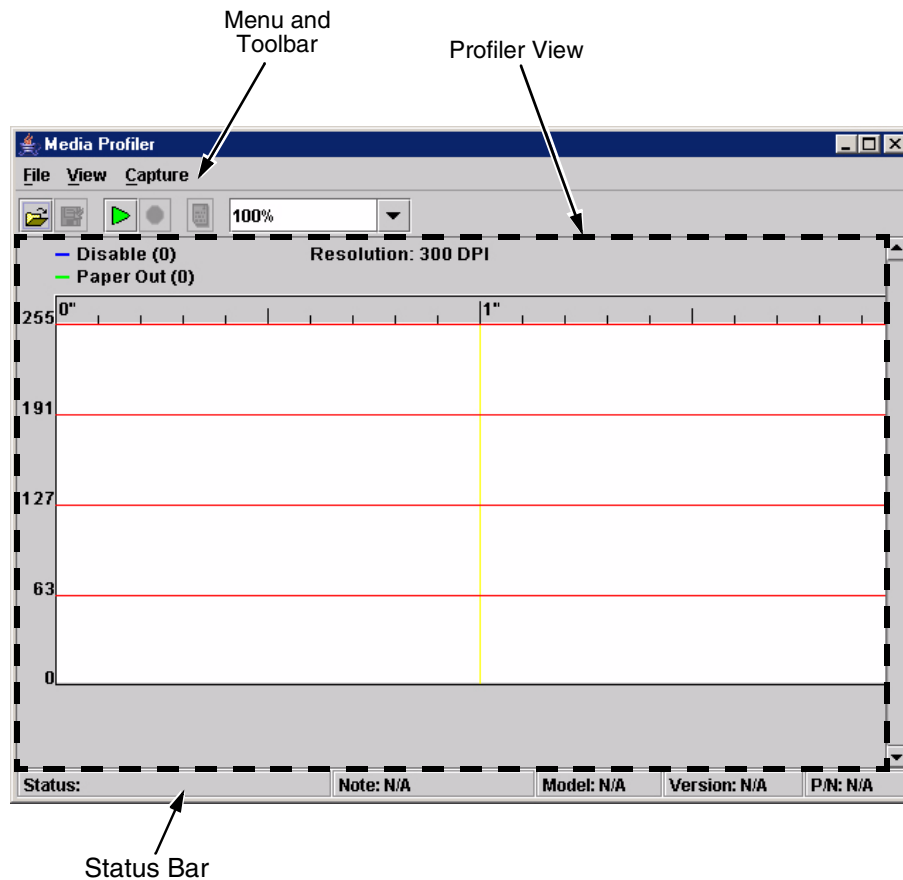 Menu and
Toolbar
Profiler View
Media Profiler
File View Capture
100%
Disable (0) Resolution: 300 DPI
Paper Out (0)
0" 1"
255
191
127
63
0
Status: Note: N/A Model: N/A Version: N/A P/N: N/A
Status Bar